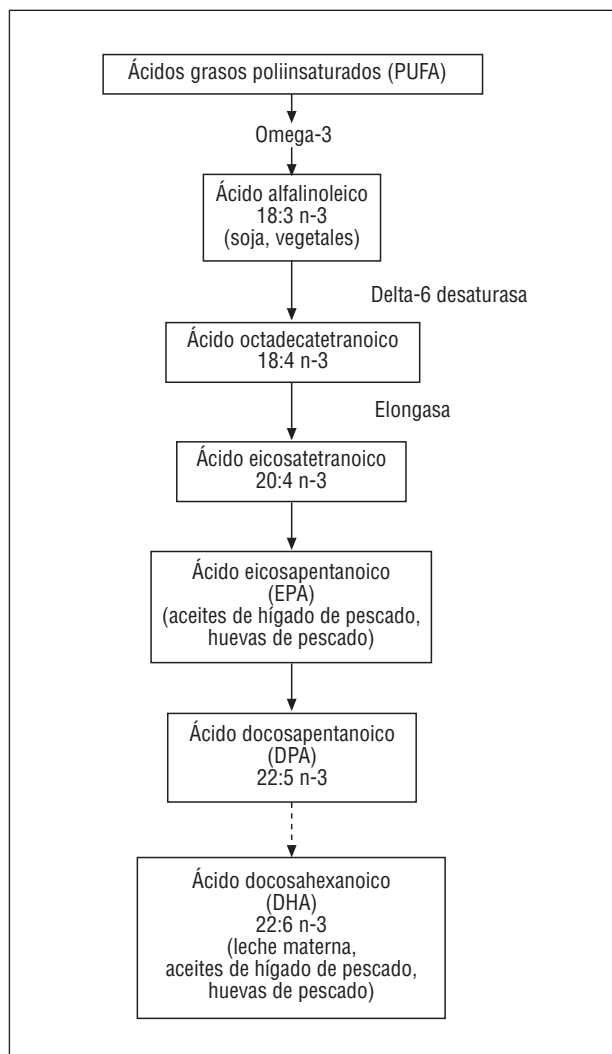 Ácidos grasos poliinsaturados (PUFA)
Omega-3
Ácido alfalinoleico
18:3 n-3
(soja, vegetales)
Delta-6 desaturasa
Ácido octadecatetranoico
18:4 n-3
Elongasa
Ácido eicosatetranoico
20:4 n-3
Ácido eicosapentanoico
(EPA)
(aceites de hígado de pescado,
huevas de pescado)
Ácido docosapentanoico
(DPA)
22:5 n-3
Ácido docosahexanoico
(DHA)
22:6 n-3
(leche materna,
aceites de hígado de pescado,
huevas de pescado)